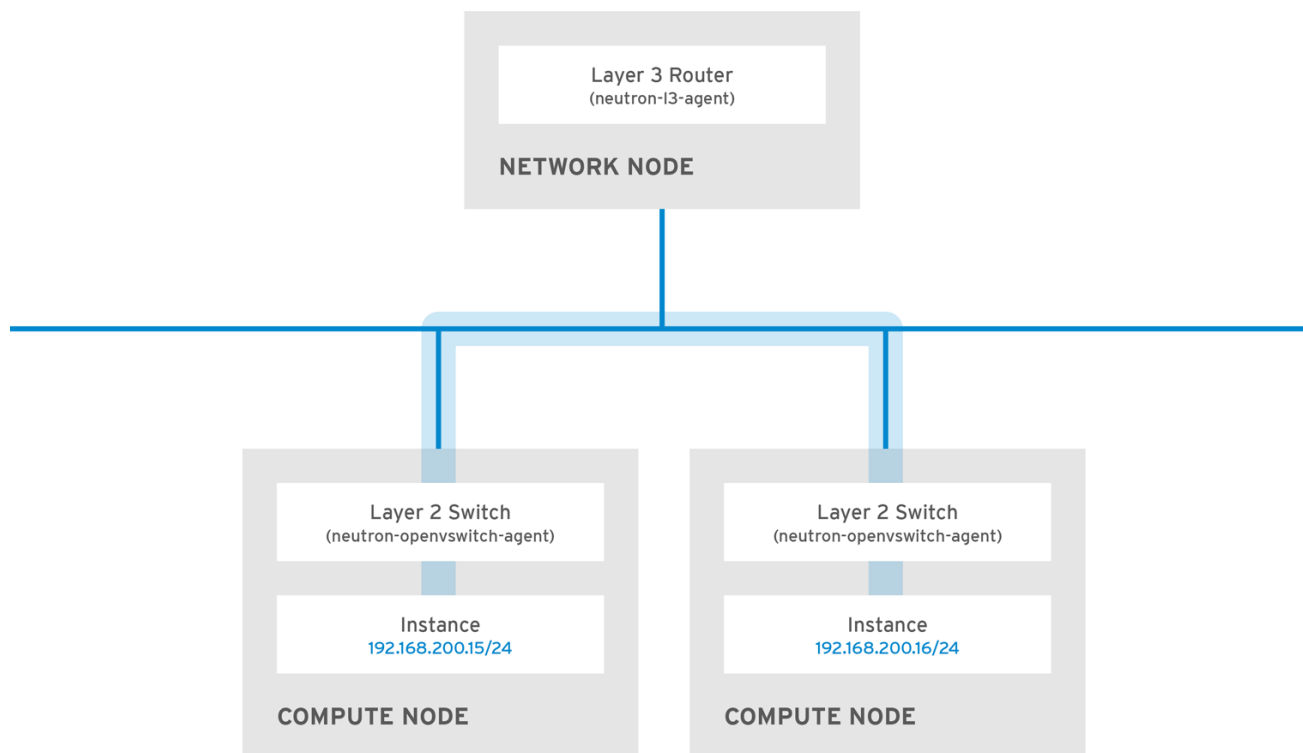 Layer 3 Router
(neutron-l3-agent)
NETWORK NODE
Layer 2 Switch
(neutron-openvswitch-agent)
Instance
192.168.200.15/24
COMPUTE NODE
Layer 2 Switch
(neutron-openvswitch-agent)
Instance
192.168.200.16/24
COMPUTE NODE